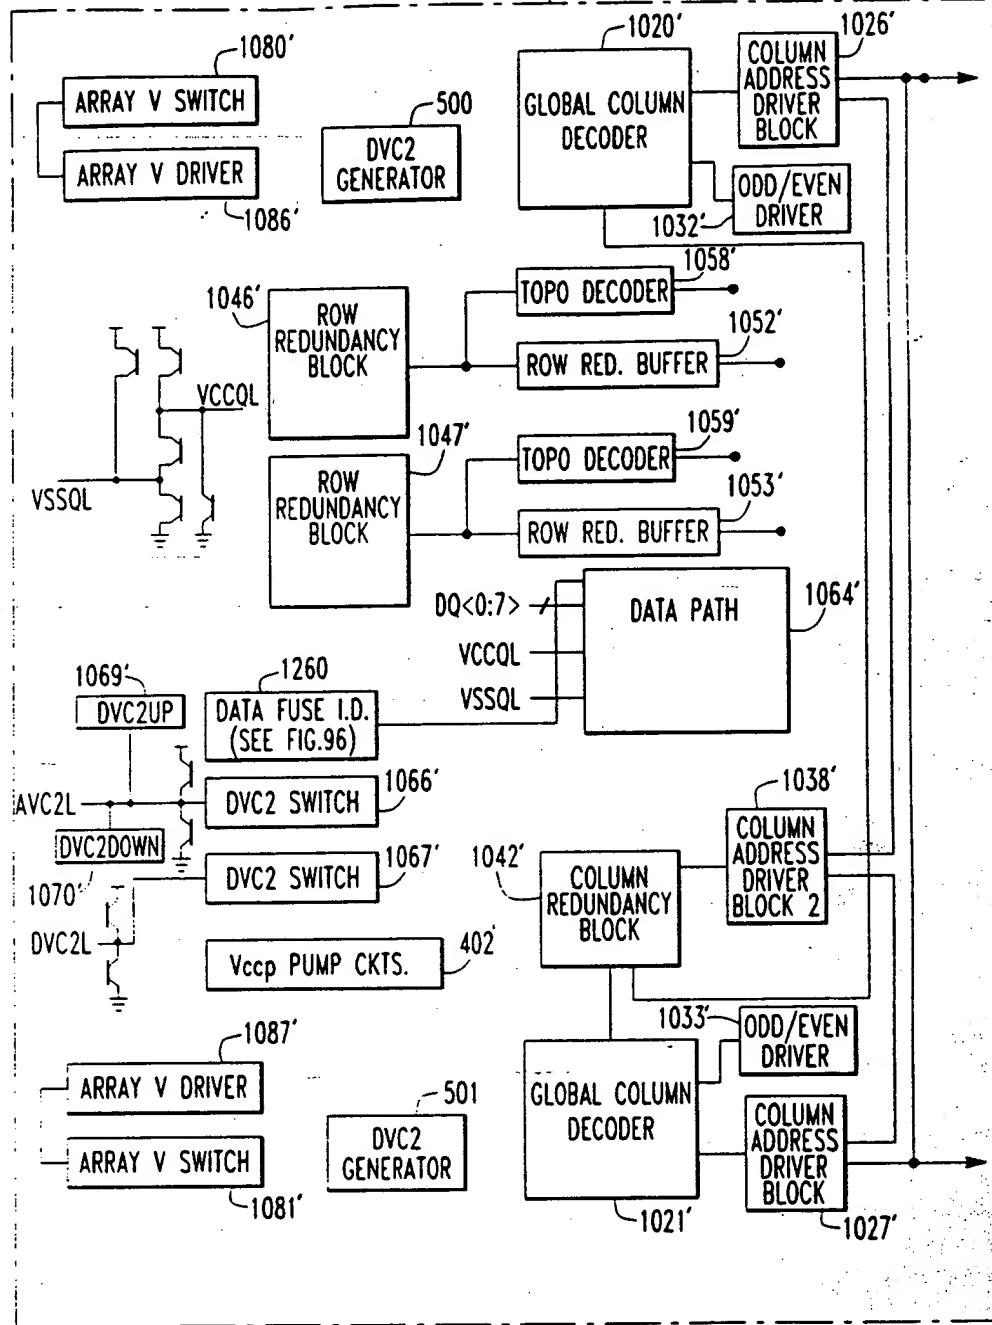 1020'
1026'
1080'
COLUMN
ADDRESS
DRIVER
BLOCK
ARRAY V SWITCH
500
GLOBAL COLUMN
DECODER
DVC2
GENERATOR
ARRAY V DRIVER
1086'
ODD/EVEN
DRIVER
1032'
1058'
1046'
ROW
REDUNDANCY
BLOCK
TOPO DECODER
1052'
ROW RED. BUFFER
VCCQL
1047'
1059'
ROW
REDUNDANCY
BLOCK
TOPO DECODER
VSSQL
1053'
ROW RED. BUFFER
DQ<0:7>
DATA PATH
1064'
VCCQL
VSSQL
1069'
1260
DVC2UP
DATA FUSE I.D.
(SEE FIG.96)
AVC2L
DVC2 SWITCH
1066'
1038'
DVC2DOWN
COLUMN
ADDRESS
DRIVER
BLOCK 2
1067'
1042'
DVC2 SWITCH
1070'
COLUMN
REDUNDANCY
BLOCK
DVC2L
Vccp PUMP CKTS.
402'
1033'
ODD/EVEN
DRIVER
1087'
ARRAY V DRIVER
501
GLOBAL COLUMN
DECODER
DVC2
GENERATOR
COLUMN
ADDRESS
DRIVER
BLOCK
ARRAY V SWITCH
1081'
1021'
1027'